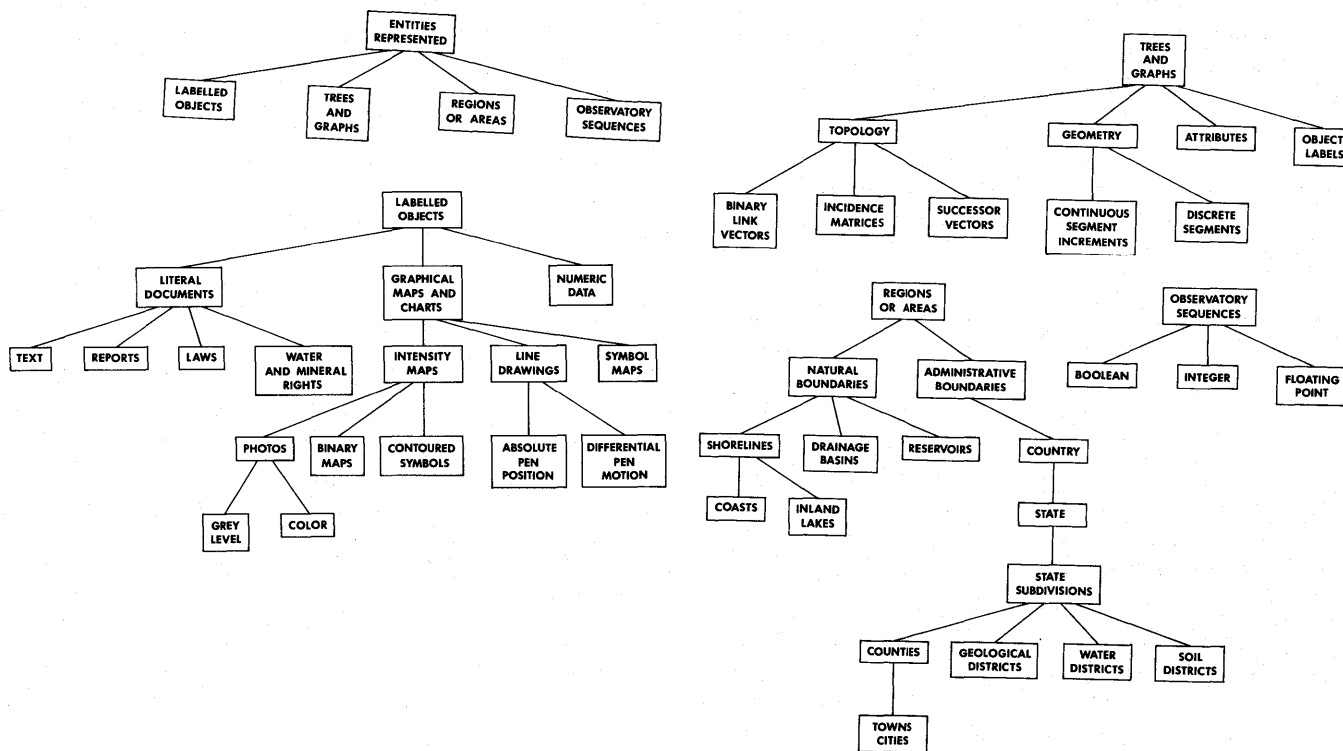 ENTITIES
REPRESENTED
LABELLED
OBJECTS
TREES
AND
GRAPHS
REGIONS
OR AREAS
OBSERVATORY
SEQUENCES
LABELLED
OBJECTS
LITERAL
DOCUMENTS
GRAPHICAL
MAPS AND
CHARTS
NUMERIC
DATA
TEXT
REPORTS
LAWS
WATER
AND MINERAL
RIGHTS
INTENSITY
MAPS
LINE
DRAWINGS
SYMBOL
MAPS
PHOTOS
BINARY
MAPS
CONTOURED
SYMBOLS
ABSOLUTE
PEN
POSITION
DIFFERENTIAL
PEN
MOTION
GREY
LEVEL
COLOR
TREES
AND
GRAPHS
TOPOLOGY
GEOMETRY
ATTRIBUTES
OBJECT
LABELS
BINARY
LINK
VECTORS
INCIDENCE
MATRICES
SUCCESSOR
VECTORS
CONTINUOUS
SEGMENT
INCREMENTS
DISCRETE
SEGMENTS
REGIONS
OR AREAS
NATURAL
BOUNDARIES
ADMINISTRATIVE
BOUNDARIES
SHORELINES
DRAINAGE
BASINS
RESERVOIRS
COUNTRY
COASTS
INLAND
LAKES
STATE
STATE
SUBDIVISIONS
COUNTIES
GEOLOGICAL
DISTRICTS
WATER
DISTRICTS
SOIL
DISTRICTS
TOWNS
CITIES
OBSERVATORY
SEQUENCES
BOOLEAN
INTEGER
FLOATING
POINT